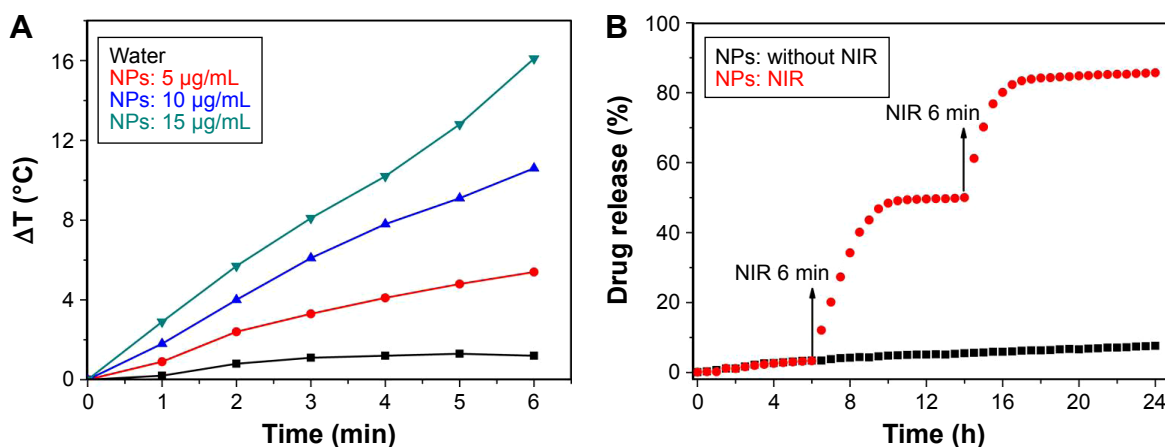 A
Water
NPs: 5 µg/mL
NPs: 10 µg/mL
NPs: 15 µg/mL
ΔT (°C)
16
12
8
4
0
0 1 2 3 4 5 6
Time (min)
B
NPs: without NIR
NPs: NIR
NIR 6 min
NIR 6 min
Drug release (%)
100
80
60
40
20
0
0 4 8 12 16 20 24
Time (h)